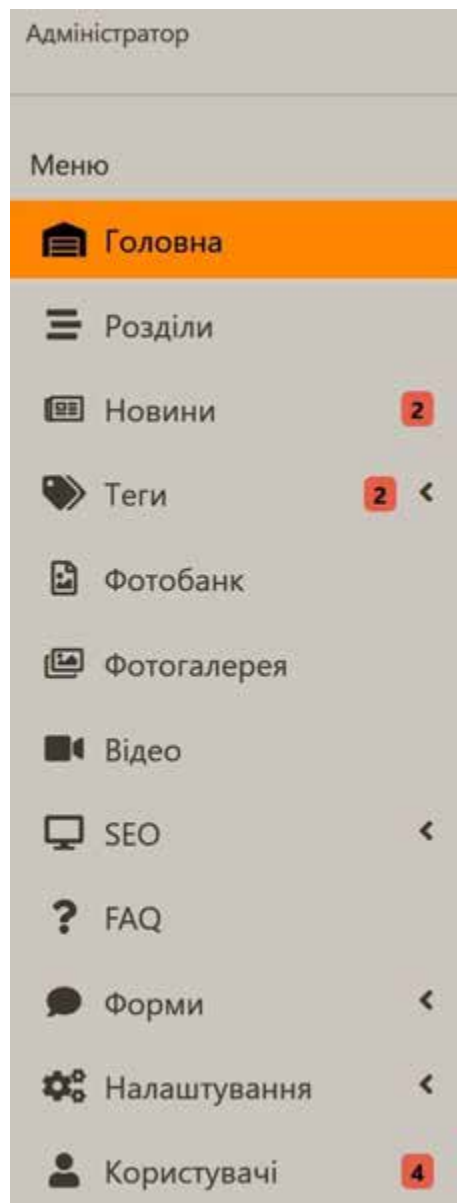 Адміністратор
Меню
Головна
Розділи
Новини 2
Теги 2
Фотобанк
Фотогалерея
Відео
SEO
FAQ
Форми
Налаштування
Користувачі 4